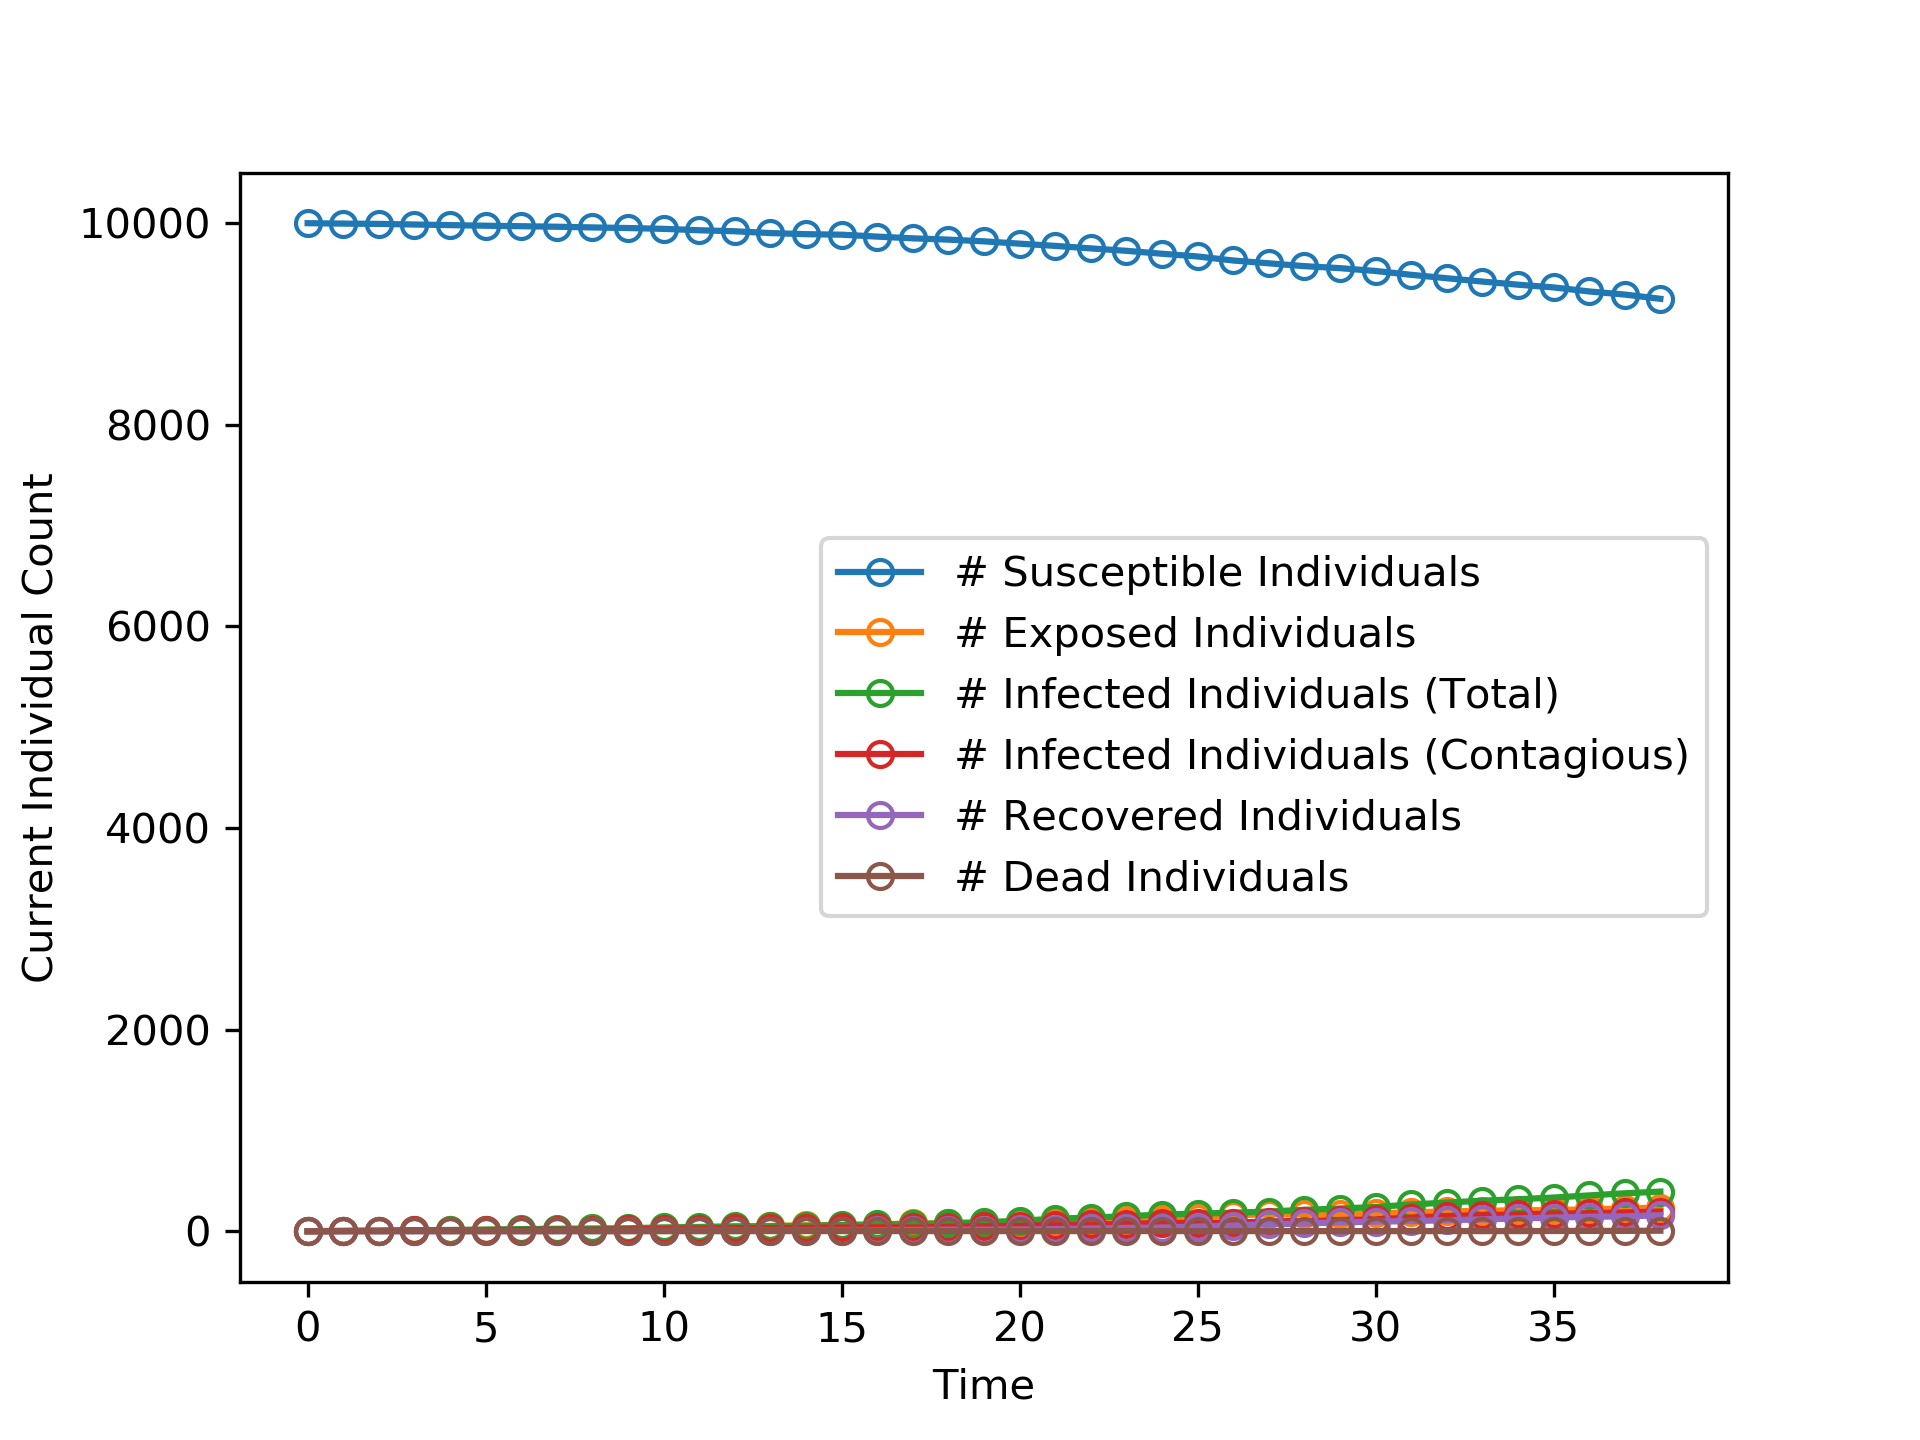 10000
8000
6000
4000
2000
0
Current Individual Count
# Susceptible Individuals
# Exposed Individuals
# Infected Individuals (Total)
# Infected Individuals (Contagious)
# Recovered Individuals
# Dead Individuals
0 5 10 15 20 25 30 35
Time